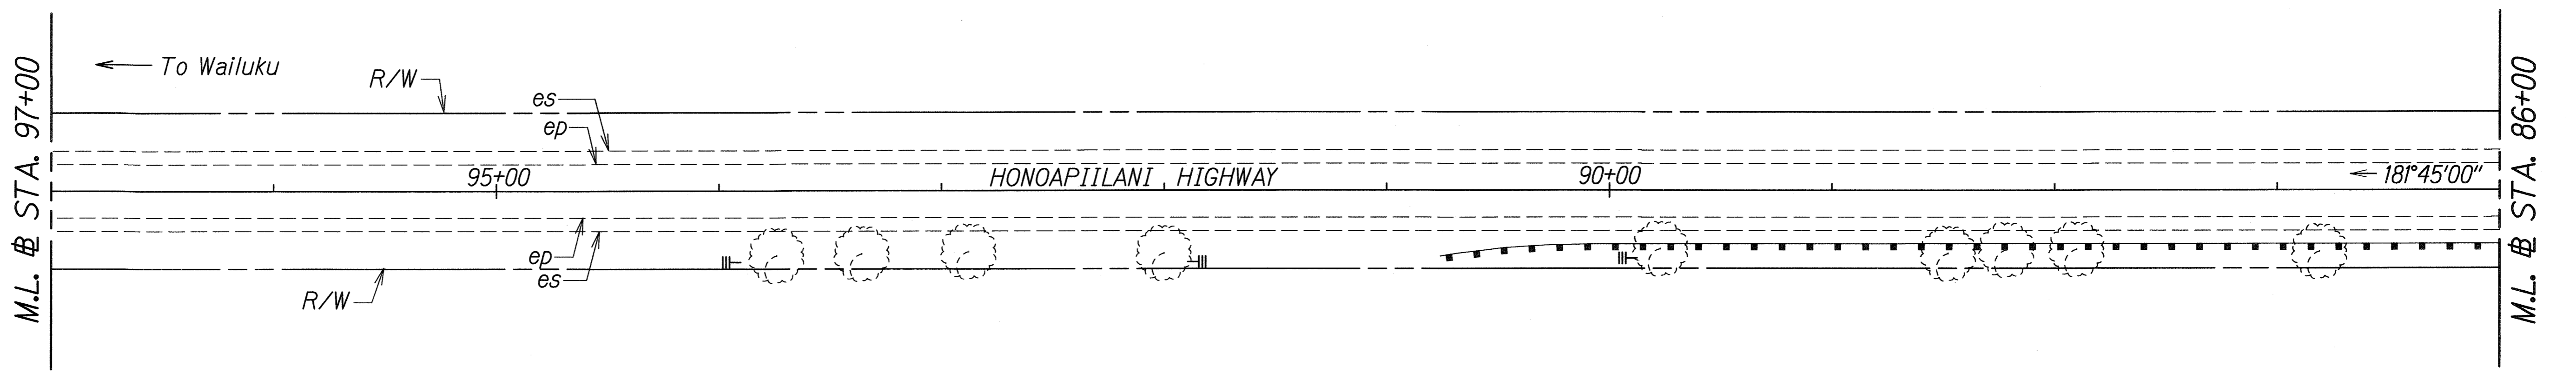 M.L. ⅊ STA. 97+00
To Wailuku
R/W
es
ep
95+00
HONOAPIILANI HIGHWAY
90+00
181°45'00"
ep
es
R/W
M.L. ⅊ STA. 86+00